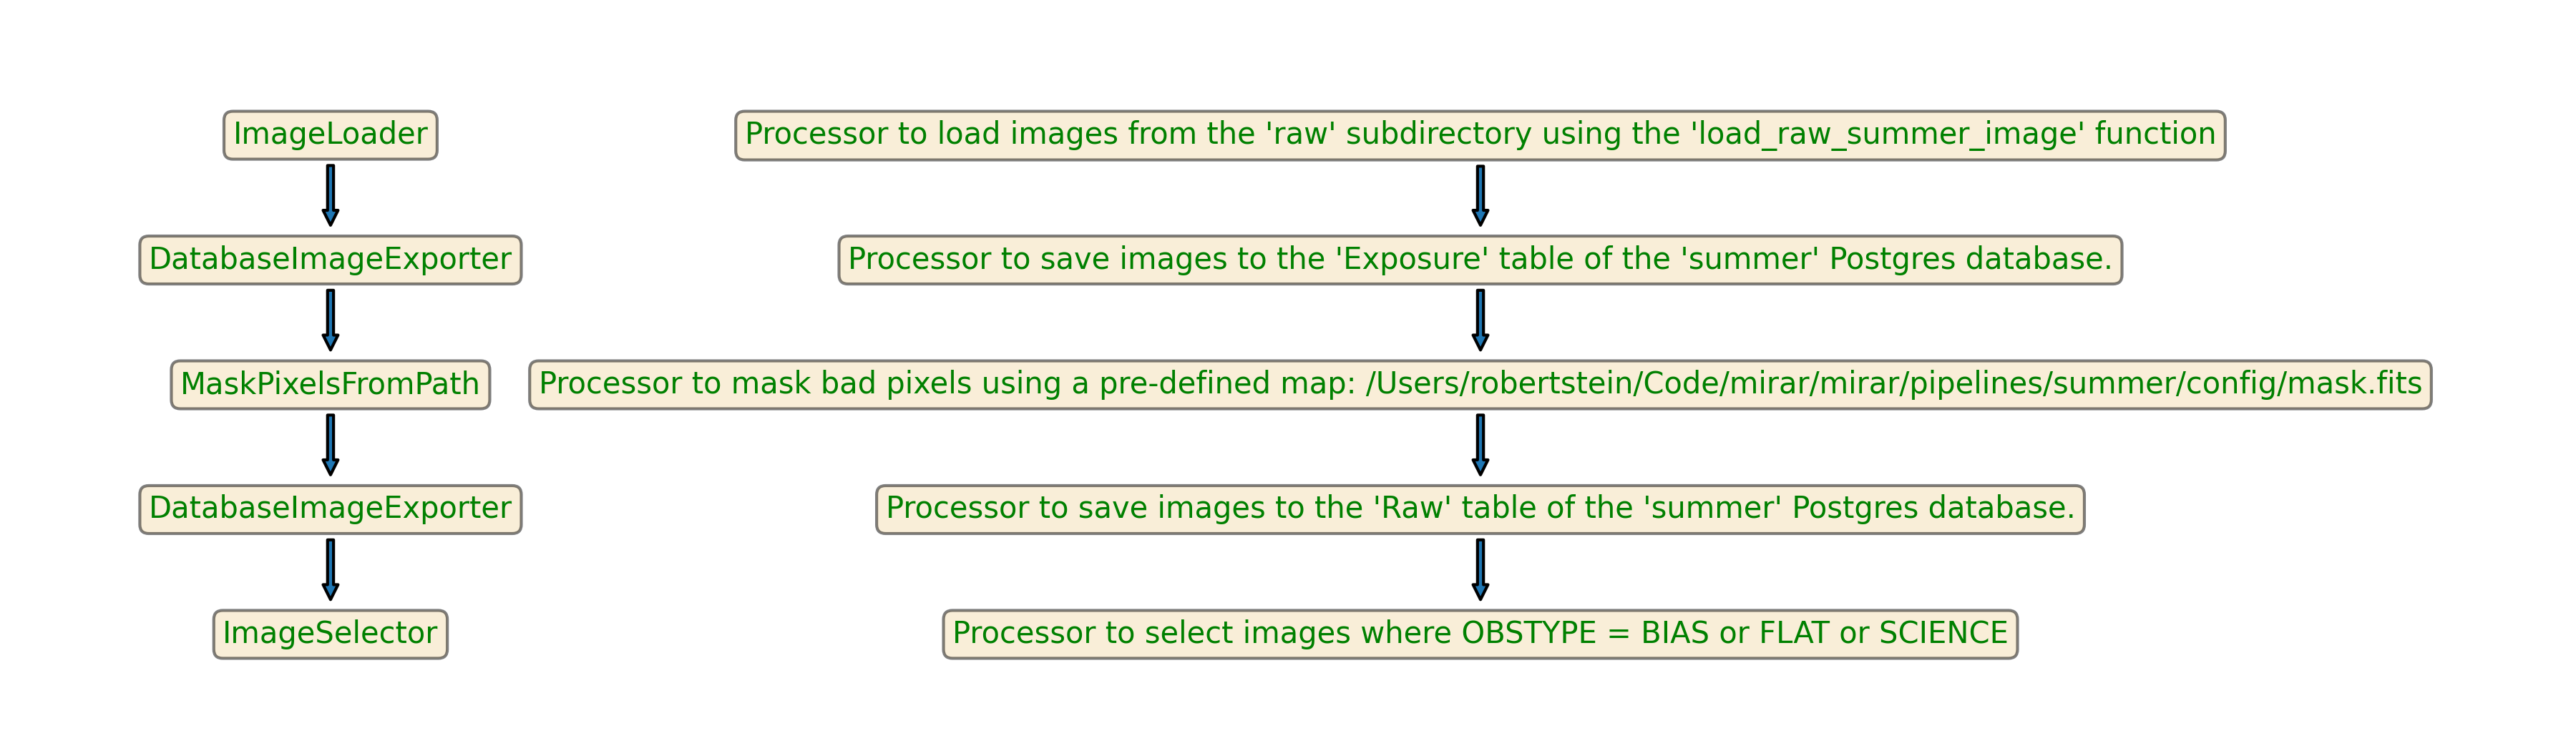 ImageLoader
Processor to load images from the 'raw' subdirectory using the 'load_raw_summer_image' function
DatabaseImageExporter
Processor to save images to the 'Exposure' table of the 'summer' Postgres database.
MaskPixelsFromPath
Processor to mask bad pixels using a pre-defined map: /Users/robertstein/Code/mirar/mirar/pipelines/summer/config/mask.fits
DatabaseImageExporter
Processor to save images to the 'Raw' table of the 'summer' Postgres database.
ImageSelector
Processor to select images where OBSTYPE = BIAS or FLAT or SCIENCE